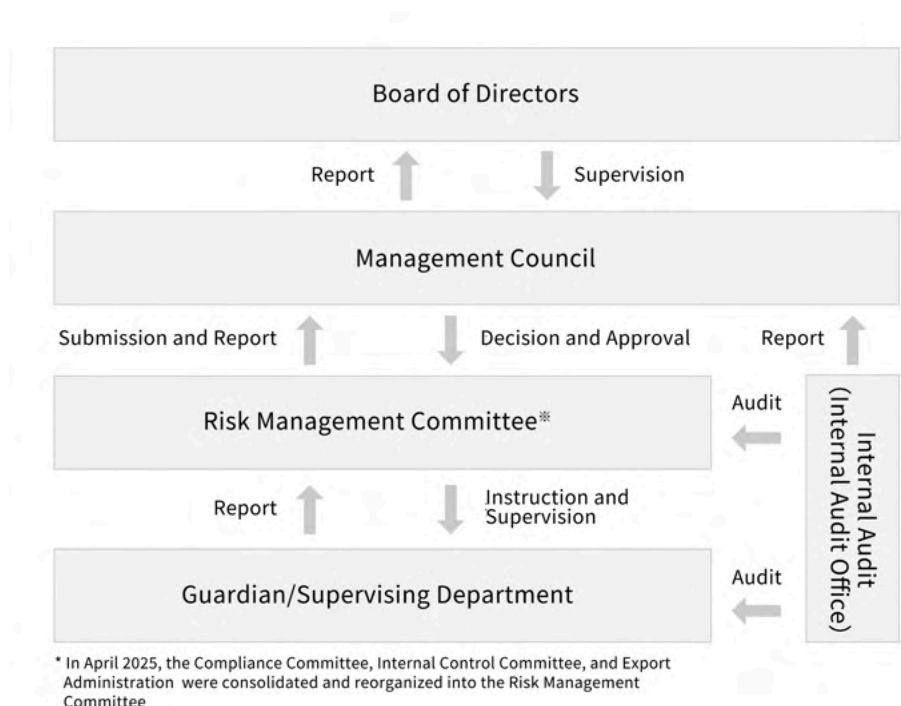 Board of Directors
Report
Supervision
Management Council
Submission and Report
Decision and Approval
Report
Risk Management Committee※
Audit
Internal Audit
(Internal Audit Office)
Report
Instruction and
Supervision
Guardian/Supervising Department
Audit
* In April 2025, the Compliance Committee, Internal Control Committee, and Export
Administration were consolidated and reorganized into the Risk Management
Committee